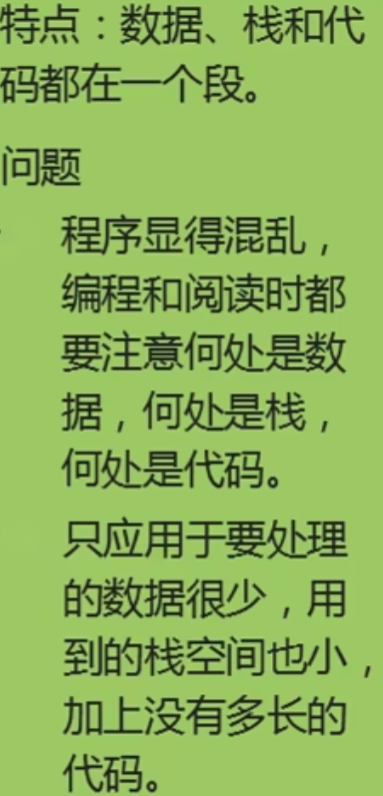 特点：数据、栈和代
码都在一个段。
问题
程序显得混乱，
编程和阅读时都
要注意何处是数
据，何处是栈，
何处是代码。
只应用于要处理
的数据很少，用
到的栈空间也小，
加上没有多长的
代码。